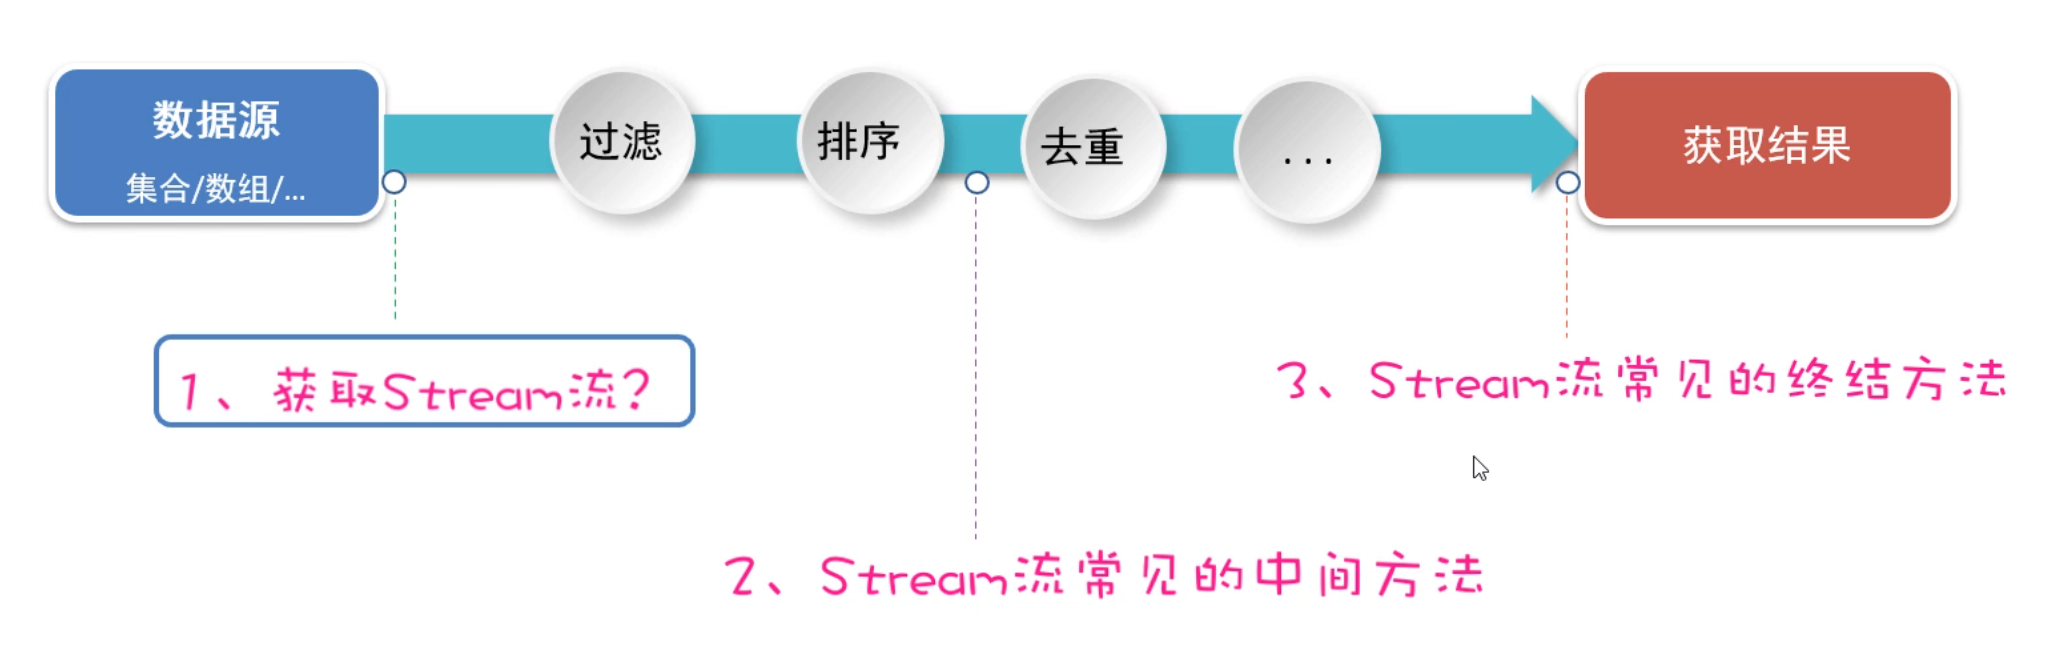 数据源
集合/数组/...
过滤
排序
去重
...
获取结果
1、获取Stream流?
3、Stream流常见的终结方法
2、Stream流常见的中间方法